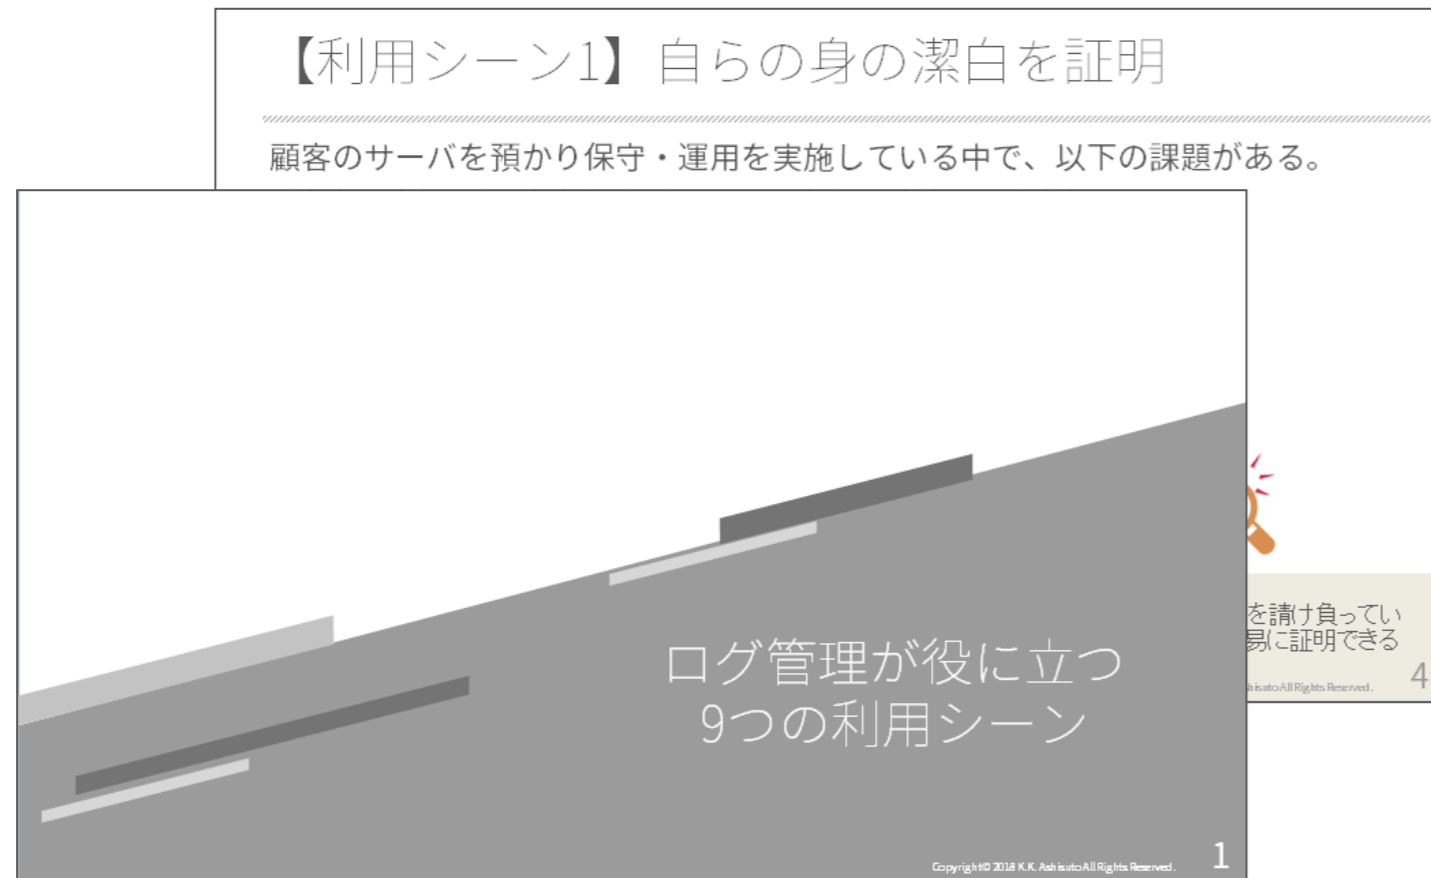 【利用シーン1】自らの身の潔白を証明
顧客のサーバを預かり保守・運用を実施している中で、以下の課題がある。
を請け負ってい
易に証明できる
hisuto All Rights Reserved.
4
ログ管理が役に立つ
9つの利用シーン
Copyright© 2018 K.K. Ashisuto All Rights Reserved.
1